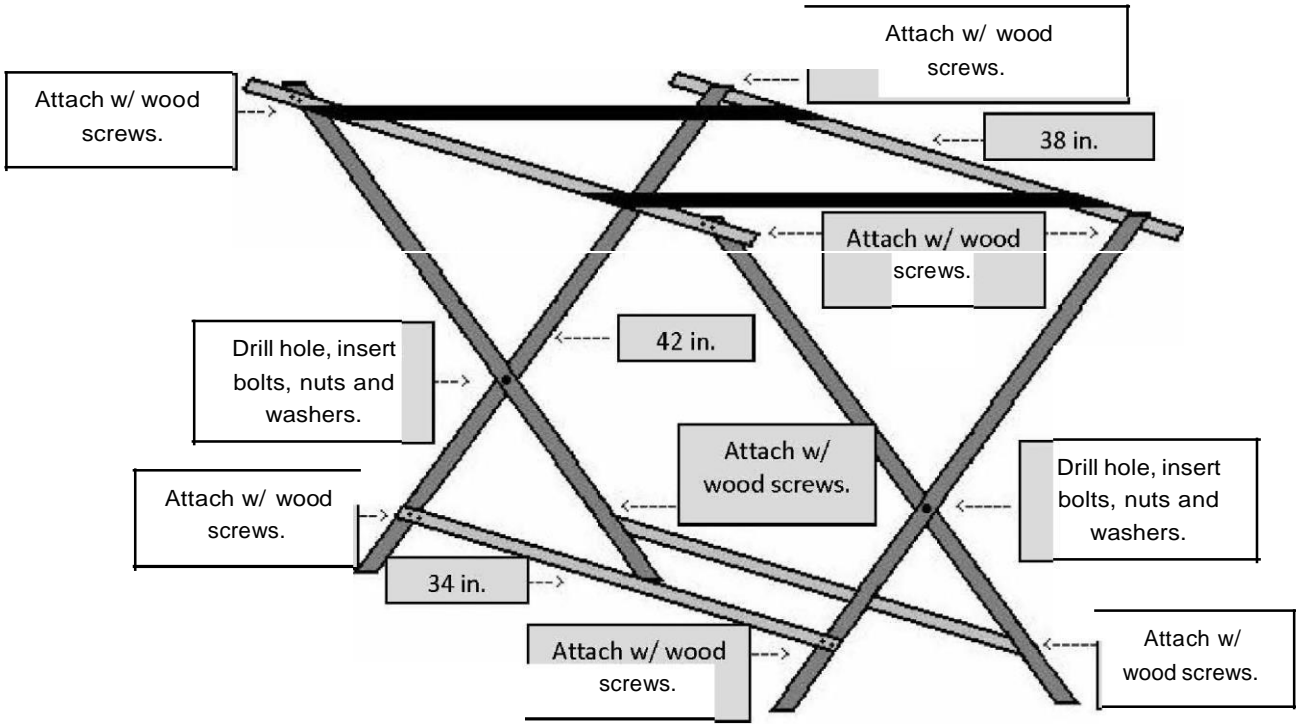 Attach w/ wood
screws.
Attach w/ wood
screws.
38 in.
Attach w/ wood
screws.
42 in.
Drill hole, insert
bolts, nuts and
washers.
Attach w/
wood screws.
Drill hole, insert
bolts, nuts and
washers.
Attach w/ wood
screws.
34 in.
Attach w/ wood
screws.
Attach w/
wood screws.